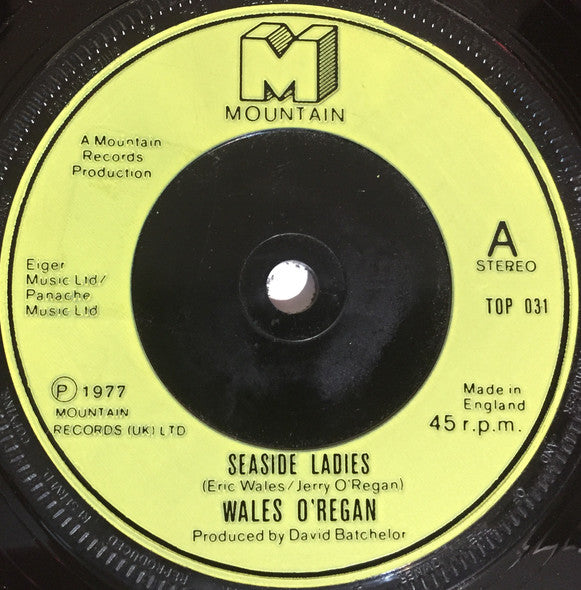 M
MOUNTAIN
A Mountain
Records
Production
A
STEREO
TOP 031
Eiger
Music Ltd/
Panache
Music Ltd
Ⓟ 1977
MOUNTAIN
RECORDS (UK) LTD
Made in
England
45 r.p.m.
SEASIDE LADIES
(Eric Wales/Jerry O'Regan)
WALES O'REGAN
Produced by David Batchelor